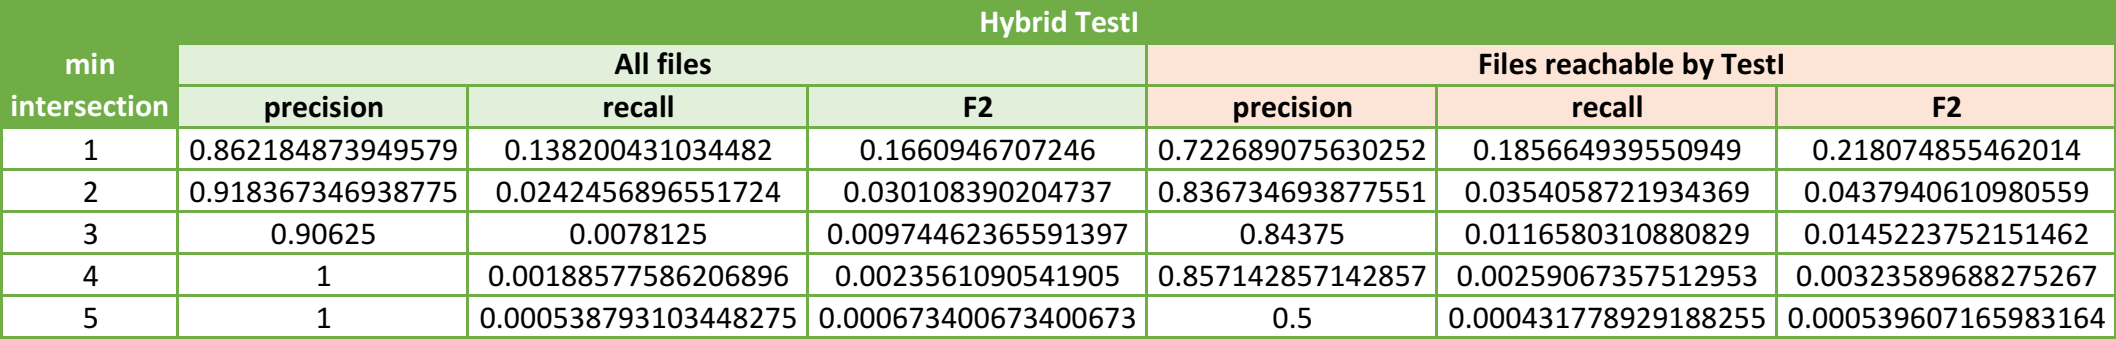 Hybrid TestI
min intersection
All files
Files reachable by TestI
precision recall F2 precision recall F2
1 0.862184873949579 0.138200431034482 0.1660946707246 0.722689075630252 0.185664939550949 0.218074855462014
2 0.918367346938775 0.0242456896551724 0.030108390204737 0.836734693877551 0.0354058721934369 0.0437940610980559
3 0.90625 0.0078125 0.00974462365591397 0.84375 0.0116580310880829 0.0145223752151462
4 1 0.00188577586206896 0.0023561090541905 0.857142857142857 0.00259067357512953 0.00323589688275267
5 1 0.000538793103448275 0.000673400673400673 0.5 0.000431778929188255 0.000539607165983164